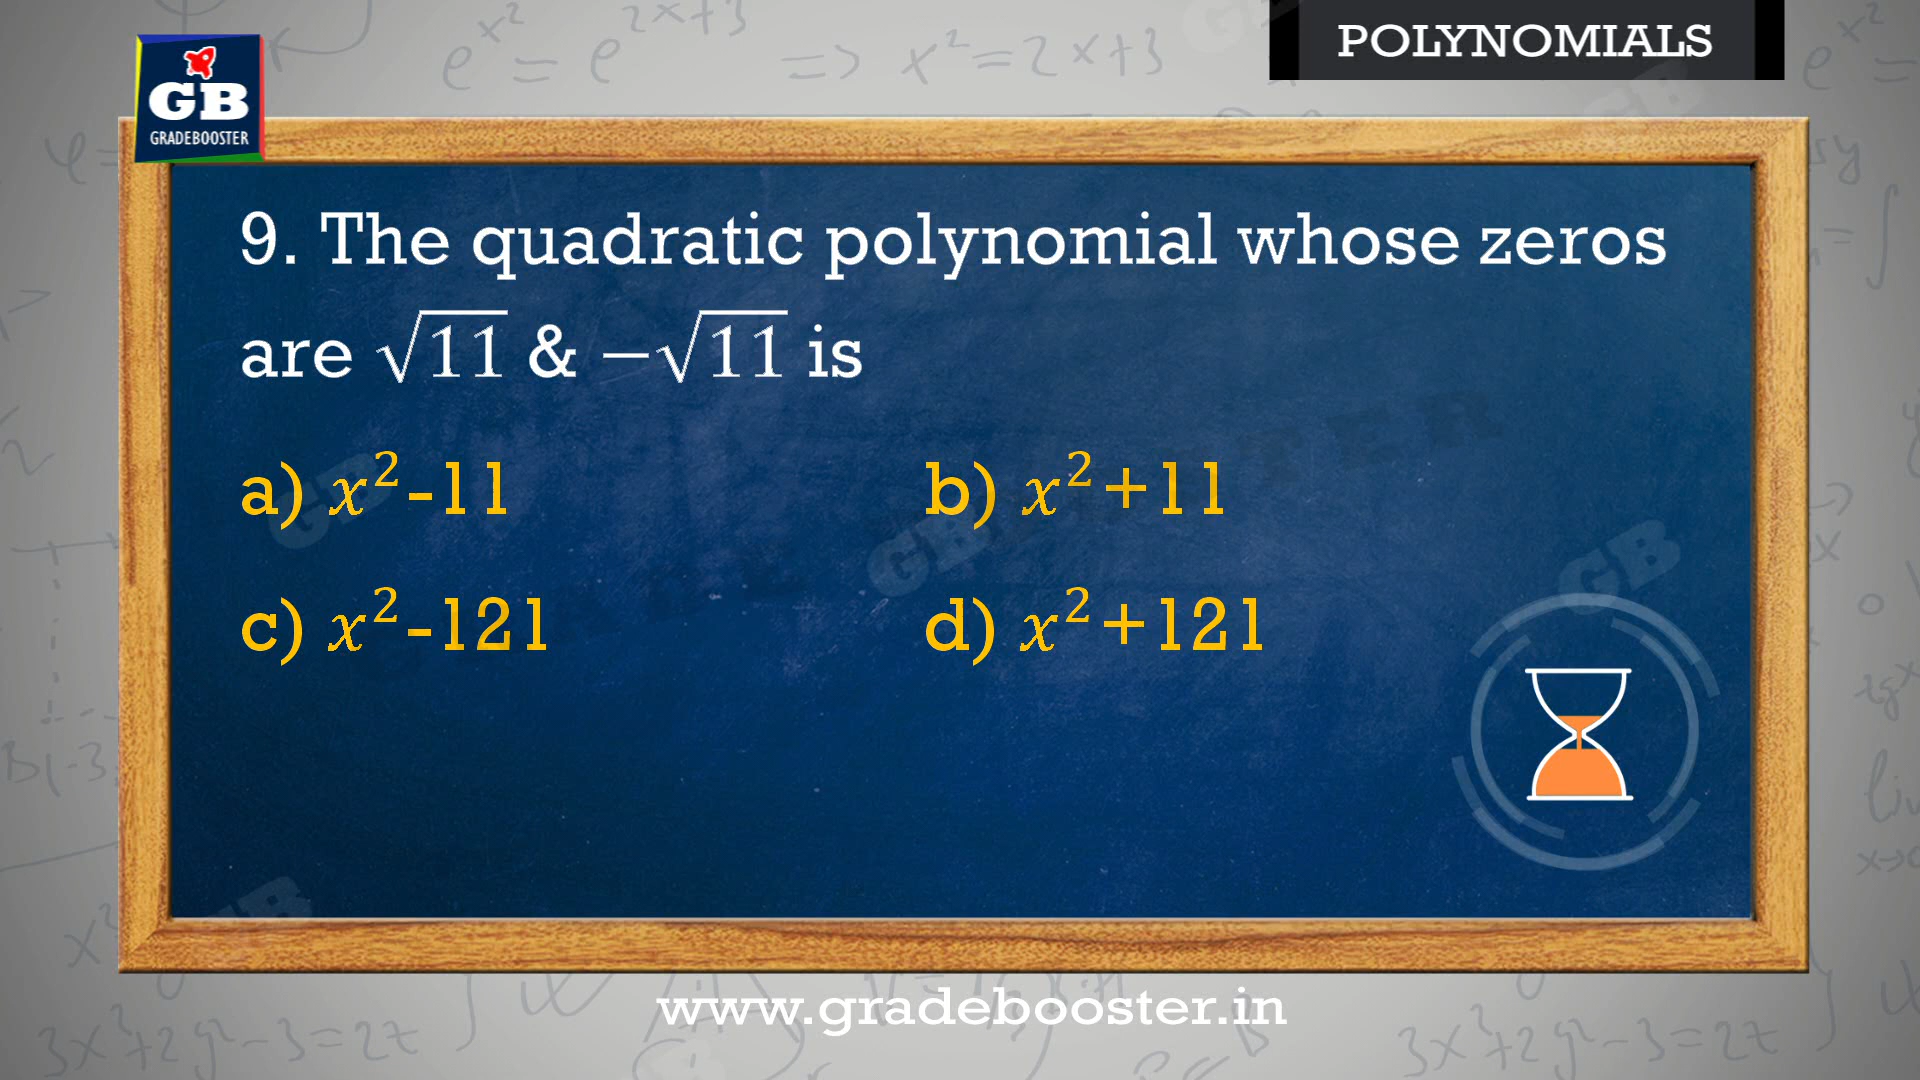 POLYNOMIALS
GB
GRADEBOOSTER
9. The quadratic polynomial whose zeros
are √11 & −√11 is
a) x²-11 b) x²+11
c) x²-121 d) x²+121
www.gradebooster.in